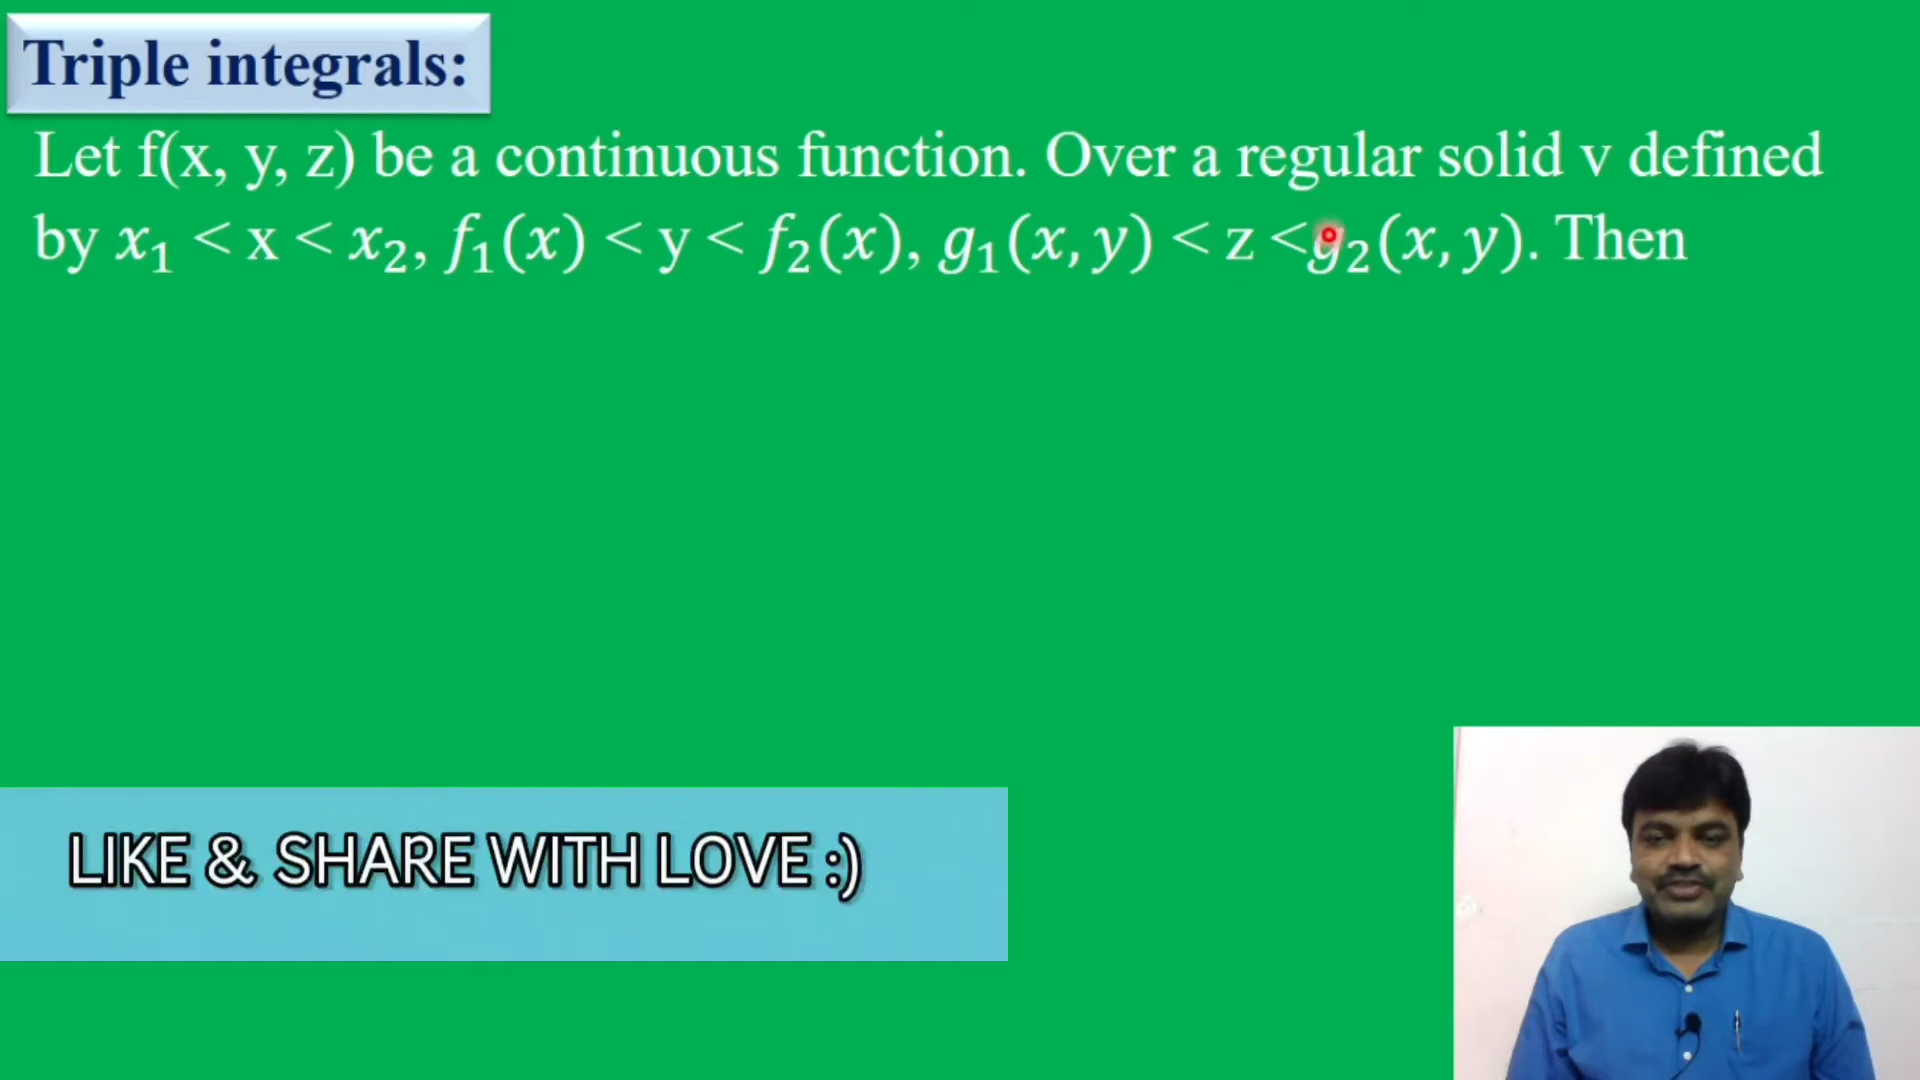 Triple integrals:
Let f(x, y, z) be a continuous function. Over a regular solid v defined
by 𝑥₁ < x < 𝑥₂, 𝑓₁(𝑥) < y < 𝑓₂(𝑥), 𝑔₁(𝑥, 𝑦) < z <𝑔₂(𝑥, 𝑦). Then
LIKE & SHARE WITH LOVE :)